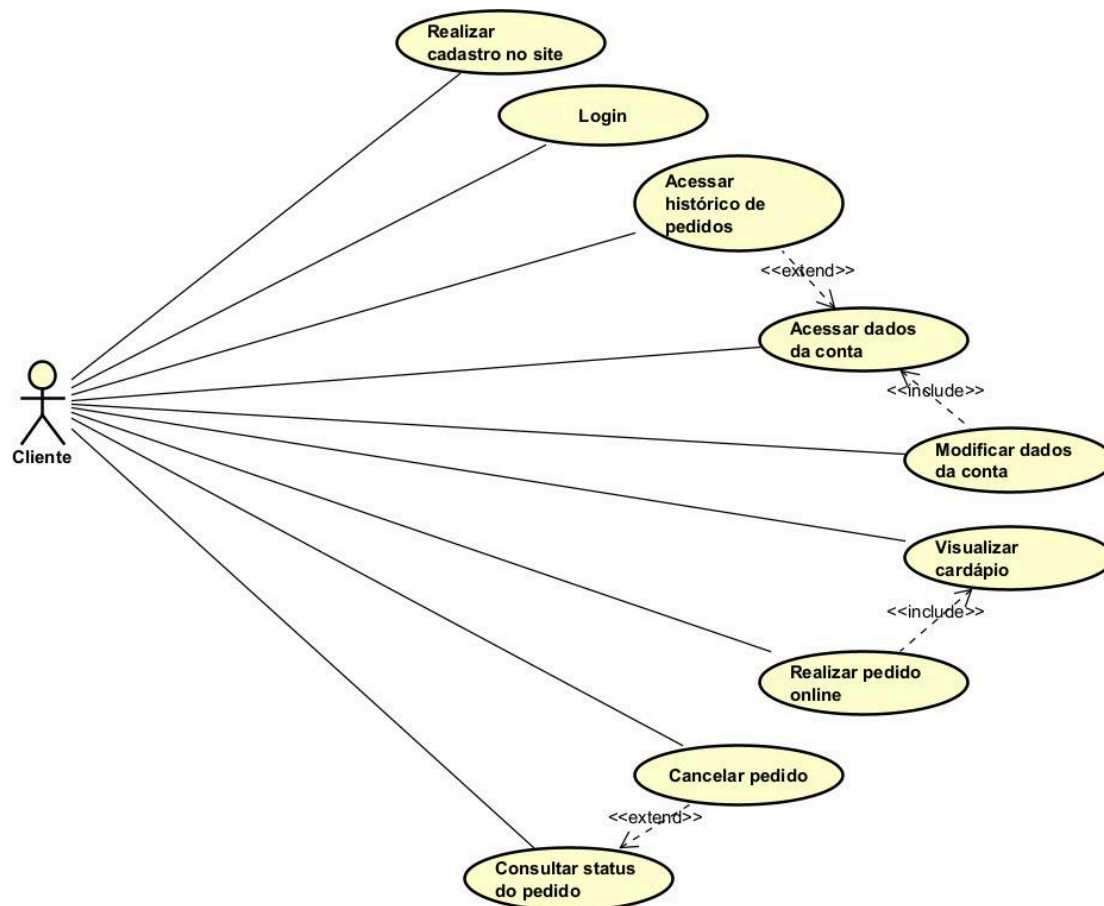 Realizar
cadastro no site
Login
Acessar
histórico de
pedidos
<<extend>>
Acessar dados
da conta
<<include>>
Cliente
Modificar dados
da conta
Visualizar
cardápio
<<include>>
Realizar pedido
online
Cancelar pedido
<<extend>>
Consultar status
do pedido